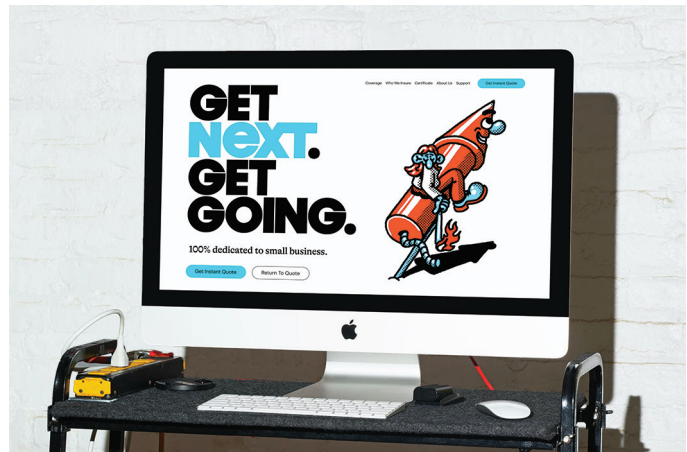 Coverage Who We Insure Certificate About Us Support Get Instant Quote
GET
NexT.
GET
GOING.
100% dedicated to small business.
Get Instant Quote Return To Quote